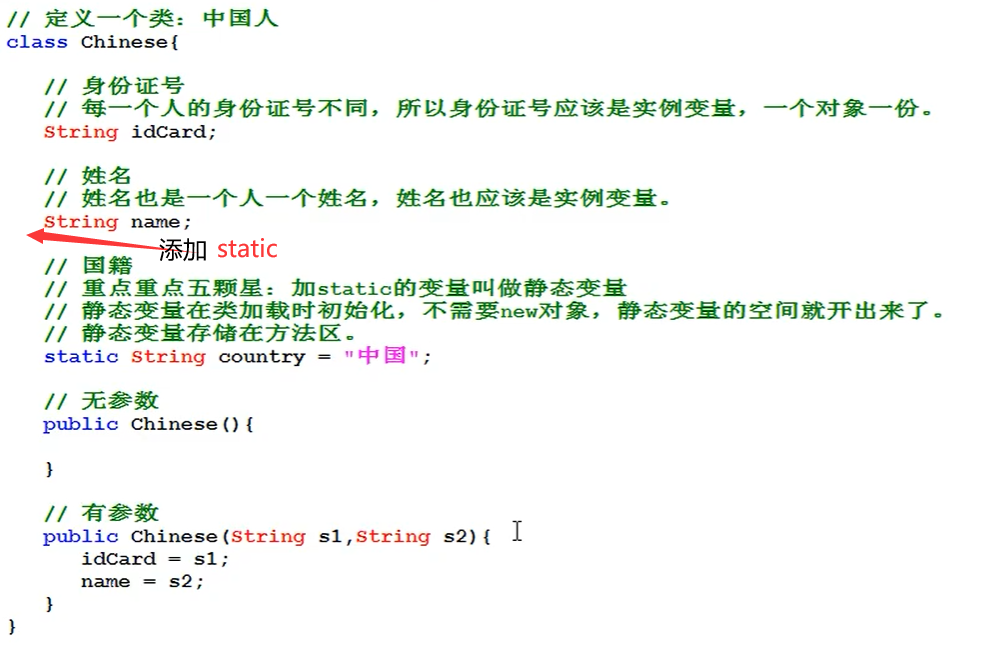 // 定义一个类：中国人
class Chinese{
// 身份证号
// 每一个人的身份证号不同，所以身份证号应该是实例变量，一个对象一份。
String idCard;
// 姓名
// 姓名也是一个人一个姓名，姓名也应该是实例变量。
String name;
添加 static
// 国籍
// 重点重点五颗星：加static的变量叫做静态变量
// 静态变量在类加载时初始化，不需要new对象，静态变量的空间就开出来了。
// 静态变量存储在方法区。
static String country = "中国";
// 无参数
public Chinese(){
}
// 有参数
public Chinese(String s1,String s2){
idCard = s1;
name = s2;
}
}